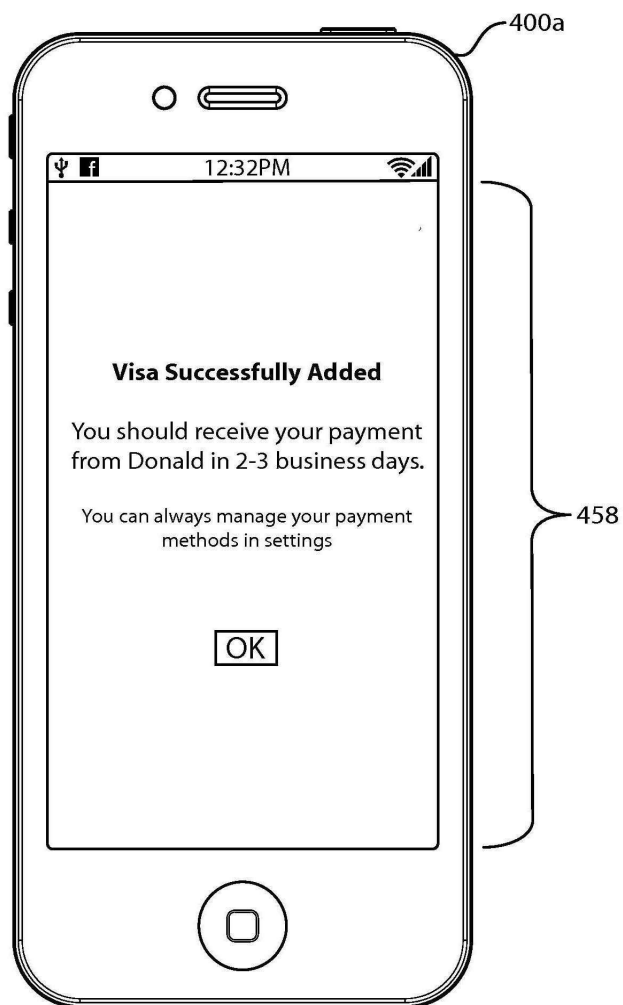 400a
f 12:32PM
Visa Successfully Added
You should receive your payment
from Donald in 2-3 business days.
You can always manage your payment
methods in settings
458
OK